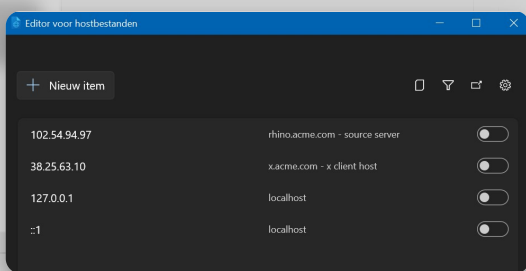 Editor voor hostbestanden
Nieuw item
102.54.94.97 rhino.acme.com - source server
38.25.63.10 x.acme.com - x client host
127.0.0.1 localhost
::1 localhost